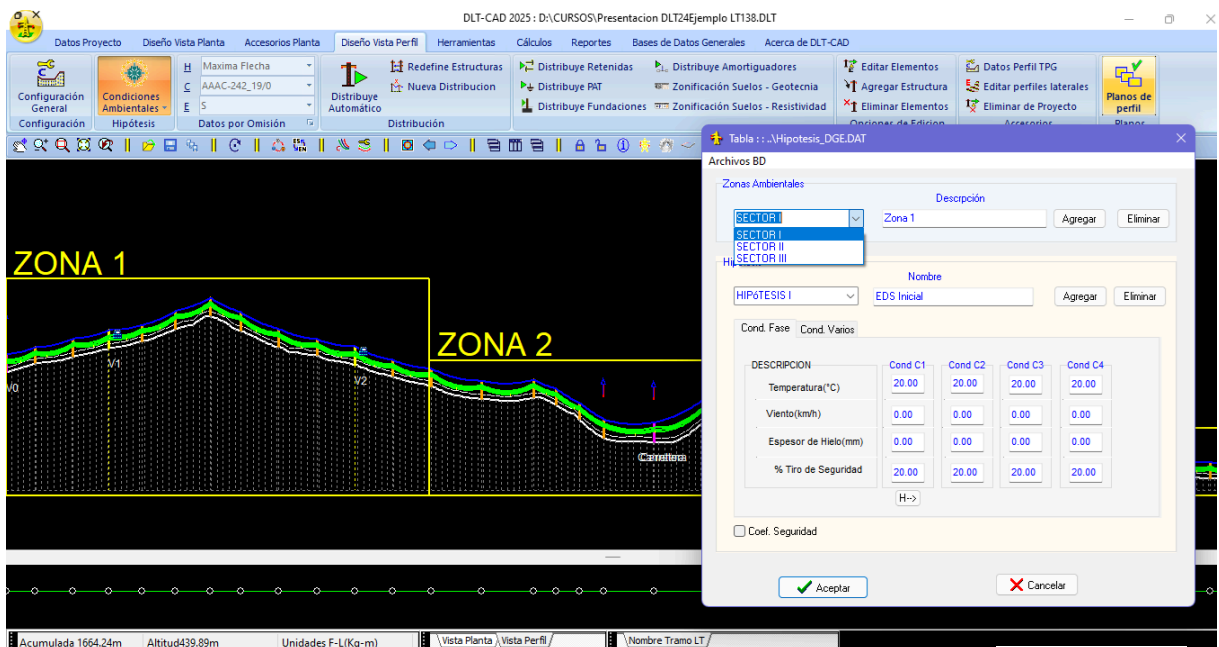 DLT-CAD 2025 : D:\CURSOS\Presentacion DLT24Ejemplo LT138.DLT
Datos Proyecto Diseño Vista Planta Accesorios Planta Diseño Vista Perfil Herramientas Cálculos Reportes Bases de Datos Generales Acerca de DLT-CAD
Configuración General
Configuración
Condiciones Ambientales
Hipótesis
H Maxima Flecha
C AAAC-242_19/0
E S
Datos por Omisión
Distribuye Automático
Redefine Estructuras
Nueva Distribucion
Distribuye Retenidas
Distribuye PAT
Distribuye Fundaciones
Distribuye Amortiguadores
Zonificación Suelos - Geotecnia
Zonificación Suelos - Resistividad
Distribución
Editar Elementos
Agregar Estructura
Eliminar Elementos
Opciones de Edicion
Datos Perfil TPG
Editar perfiles laterales
Eliminar de Proyecto
Accesorios
Planos de perfil
Planos
Tabla : : ..\Hipotesis_DGE.DAT
Archivos BD
Zonas Ambientales
Descrpción
SECTOR I
Zona 1
Agregar
Eliminar
SECTOR I
SECTOR II
SECTOR III
Nombre
HIPóTESIS I
EDS Inicial
Agregar
Eliminar
Cond. Fase Cond. Varios
DESCRIPCION Cond C1 Cond C2 Cond C3 Cond C4
Temperatura(°C) 20.00 20.00 20.00 20.00
Viento(km/h) 0.00 0.00 0.00 0.00
Espesor de Hielo(mm) 0.00 0.00 0.00 0.00
% Tiro de Seguridad 20.00 20.00 20.00 20.00
H-->
Coef. Seguridad
Aceptar
Cancelar
ZONA 1
ZONA 2
V0
V1
V2
Acumulada 1664.24m Altitud439.89m Unidades F-L(Kg-m) Vista Planta Vista Perfil Nombre Tramo LT